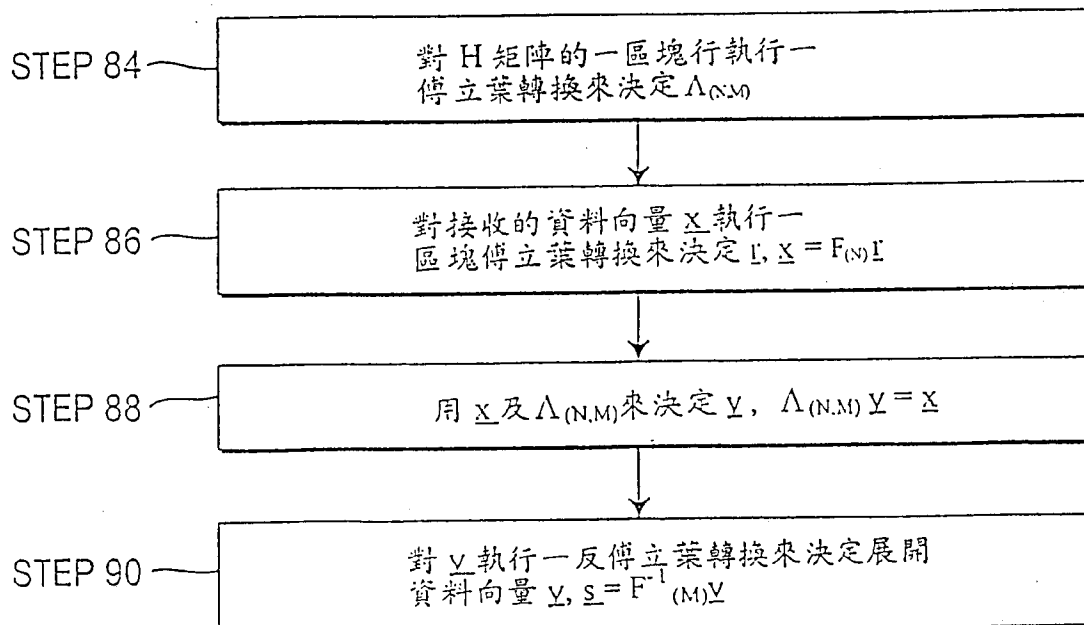 STEP 84
對 H 矩陣的一區塊行執行一
傅立葉轉換來決定 Λ(N,M)
STEP 86
對接收的資料向量 x 執行一
區塊傅立葉轉換來決定 r, x = F(N)r
STEP 88
用 x 及 Λ(N,M)來決定 y, Λ(N,M) y = x
STEP 90
對 y 執行一反傅立葉轉換來決定展開
資料向量 y, s = F⁻¹(M)y